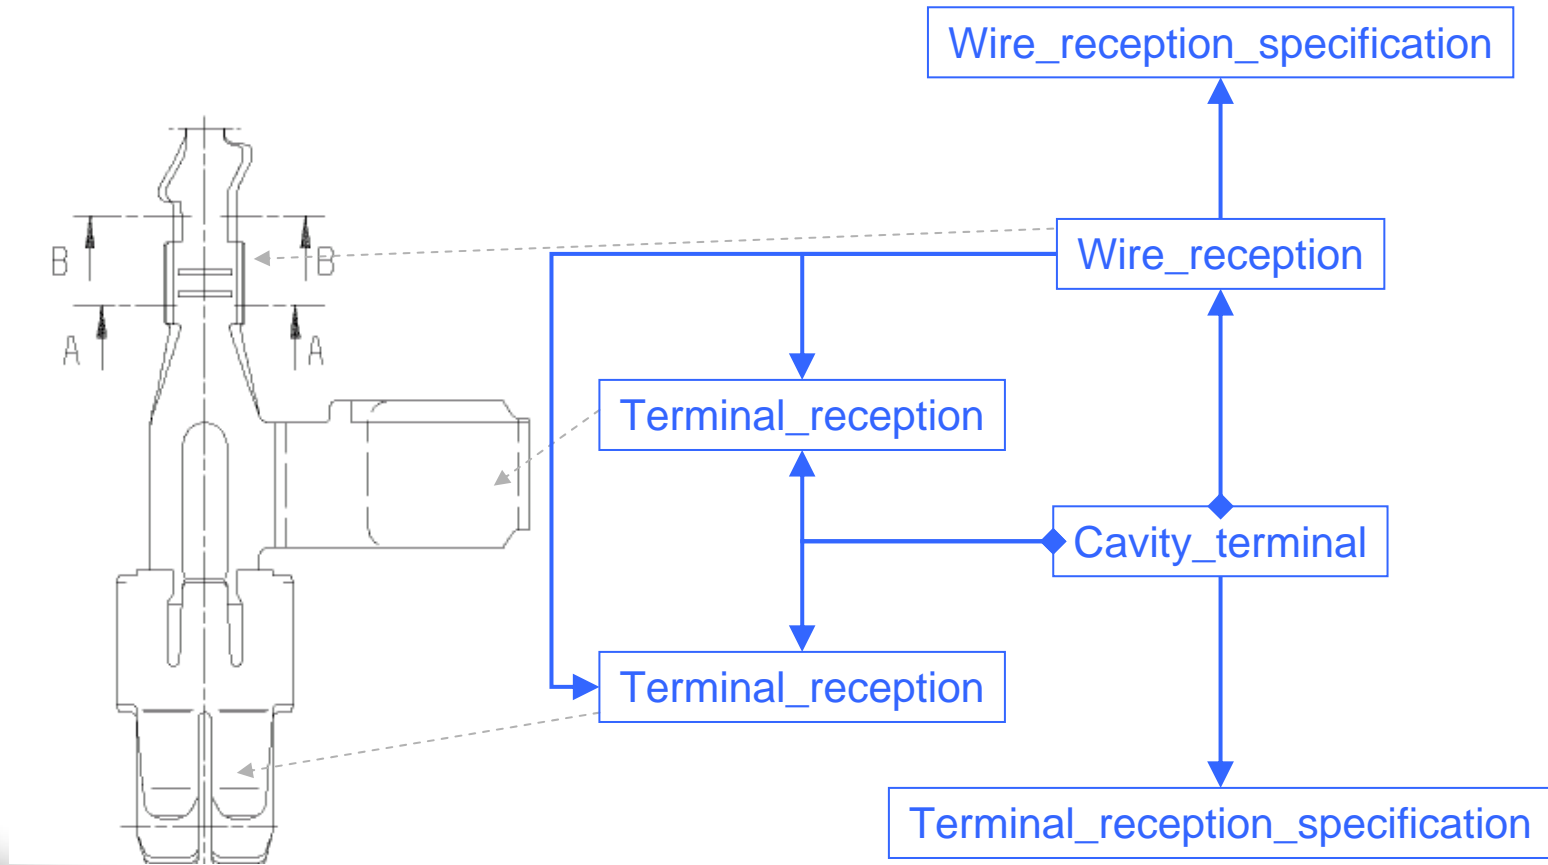 Wire_reception_specification
B
B
Wire_reception
A
A
Terminal_reception
Cavity_terminal
Terminal_reception
Terminal_reception_specification